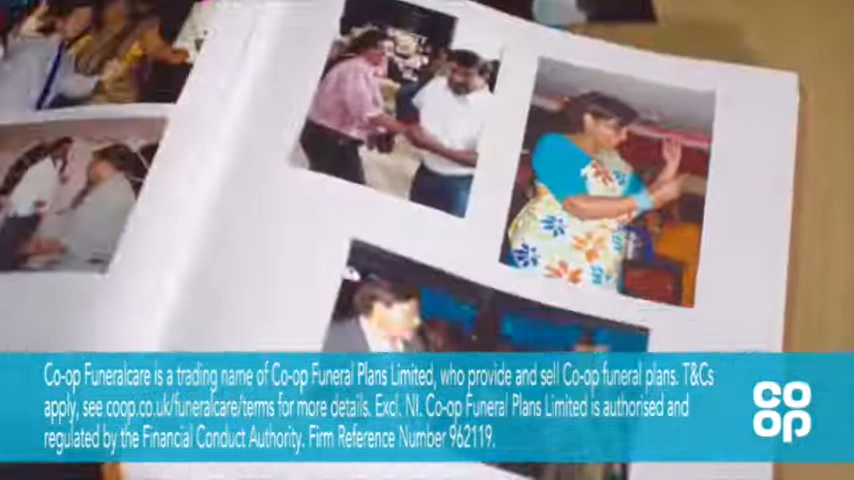 Co-op Funeralcare is a trading name of Co-op Funeral Plans Limited, who provide and sell Co-op funeral plans. T&Cs
apply, see coop.co.uk/funeralcare/terms for more details. Excl. NI. Co-op Funeral Plans Limited is authorised and
regulated by the Financial Conduct Authority. Firm Reference Number 962119.
CO
OP